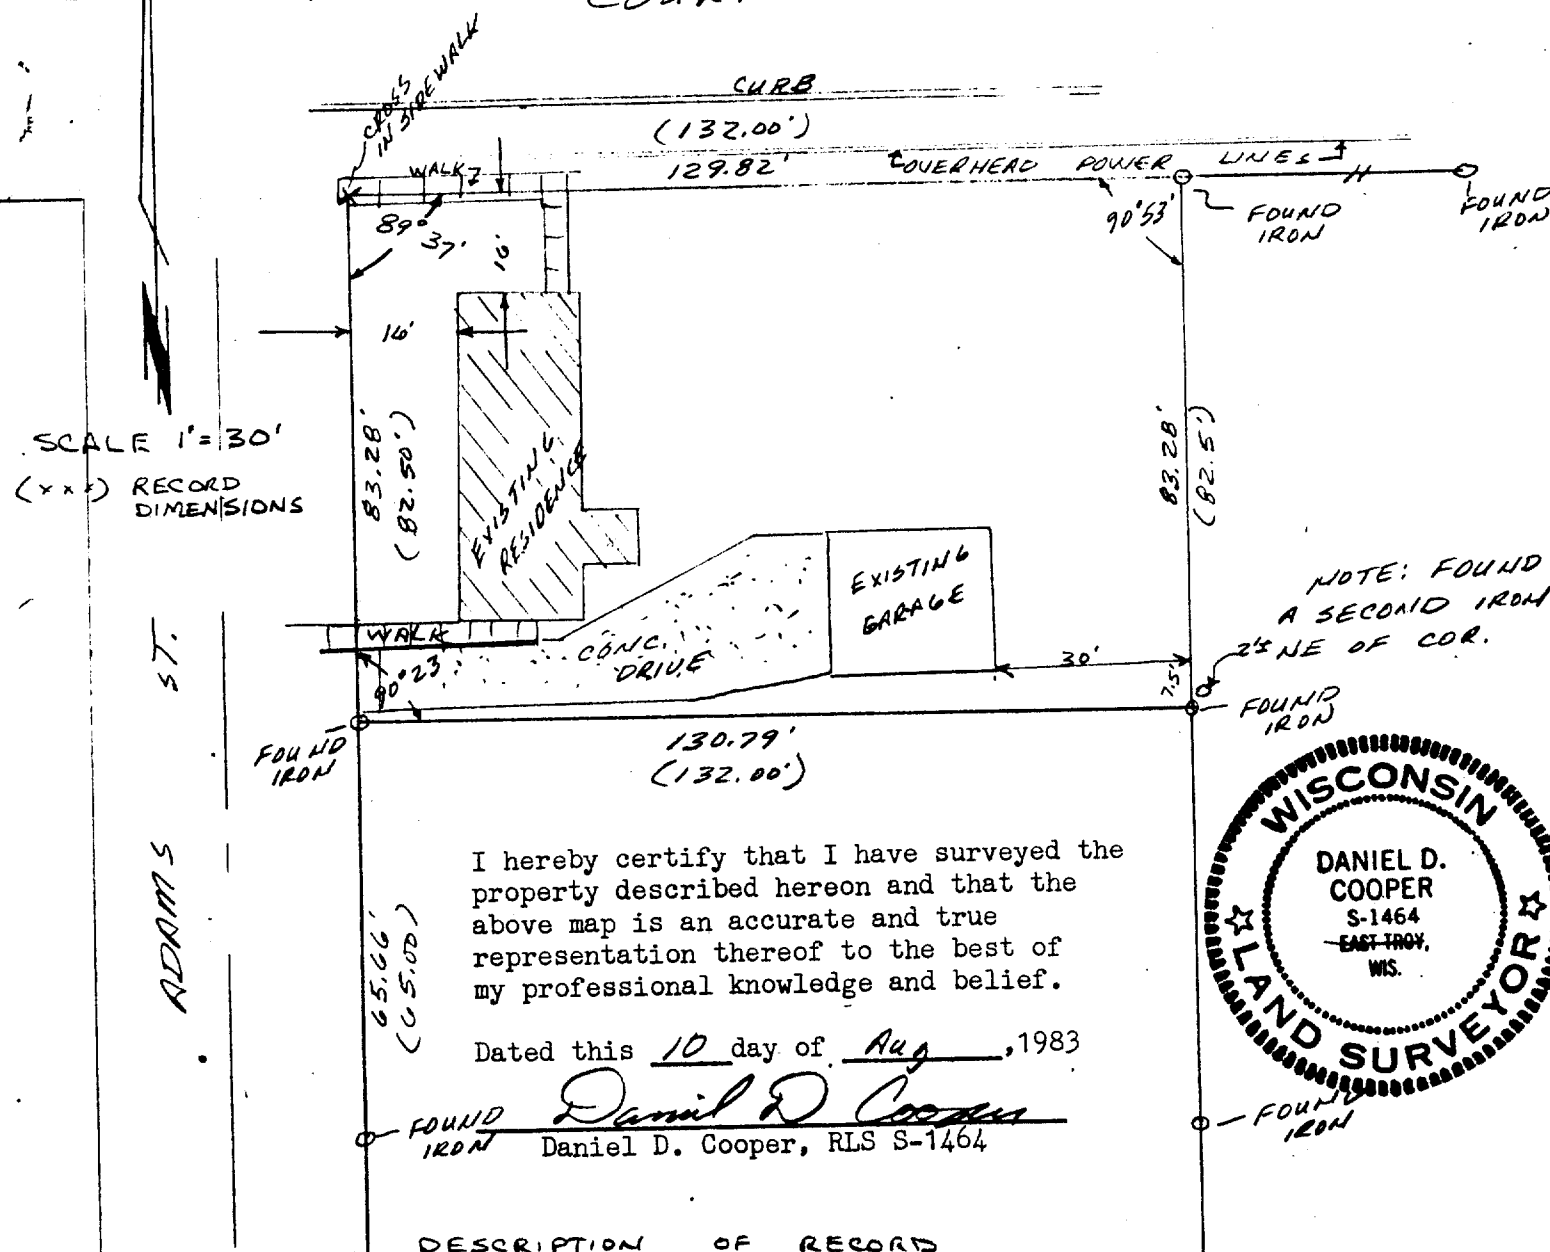 COURT
CROSS
IN SIDEWALK
CURB
(132.00')
129.82'
WALK
OVERHEAD POWER LINES
89° 37'
90°53'
FOUND
IRON
FOUND
IRON
16'
16'
SCALE 1"=30'
(xxx) RECORD
DIMENSIONS
83.28'
(82.50')
EXISTING
RESIDENCE
83.28'
(82.5')
EXISTING
GARAGE
NOTE: FOUND
A SECOND IRON
2'± NE OF COR.
WALK
CONC.
DRIVE
30'
7.5'
90°23'
FOUND
IRON
FOUND
IRON
130.79'
(132.00')
ADAMS ST.
I hereby certify that I have surveyed the
property described hereon and that the
above map is an accurate and true
representation thereof to the best of
my professional knowledge and belief.
65.66'
(65.00)
Dated this 10 day of Aug, 1983
Daniel D Cooper
Daniel D. Cooper, RLS S-1464
FOUND
IRON
FOUND
IRON
WISCONSIN
DANIEL D.
COOPER
S-1464
EAST TROY,
WIS.
LAND SURVEYOR
DESCRIPTION OF RECORD